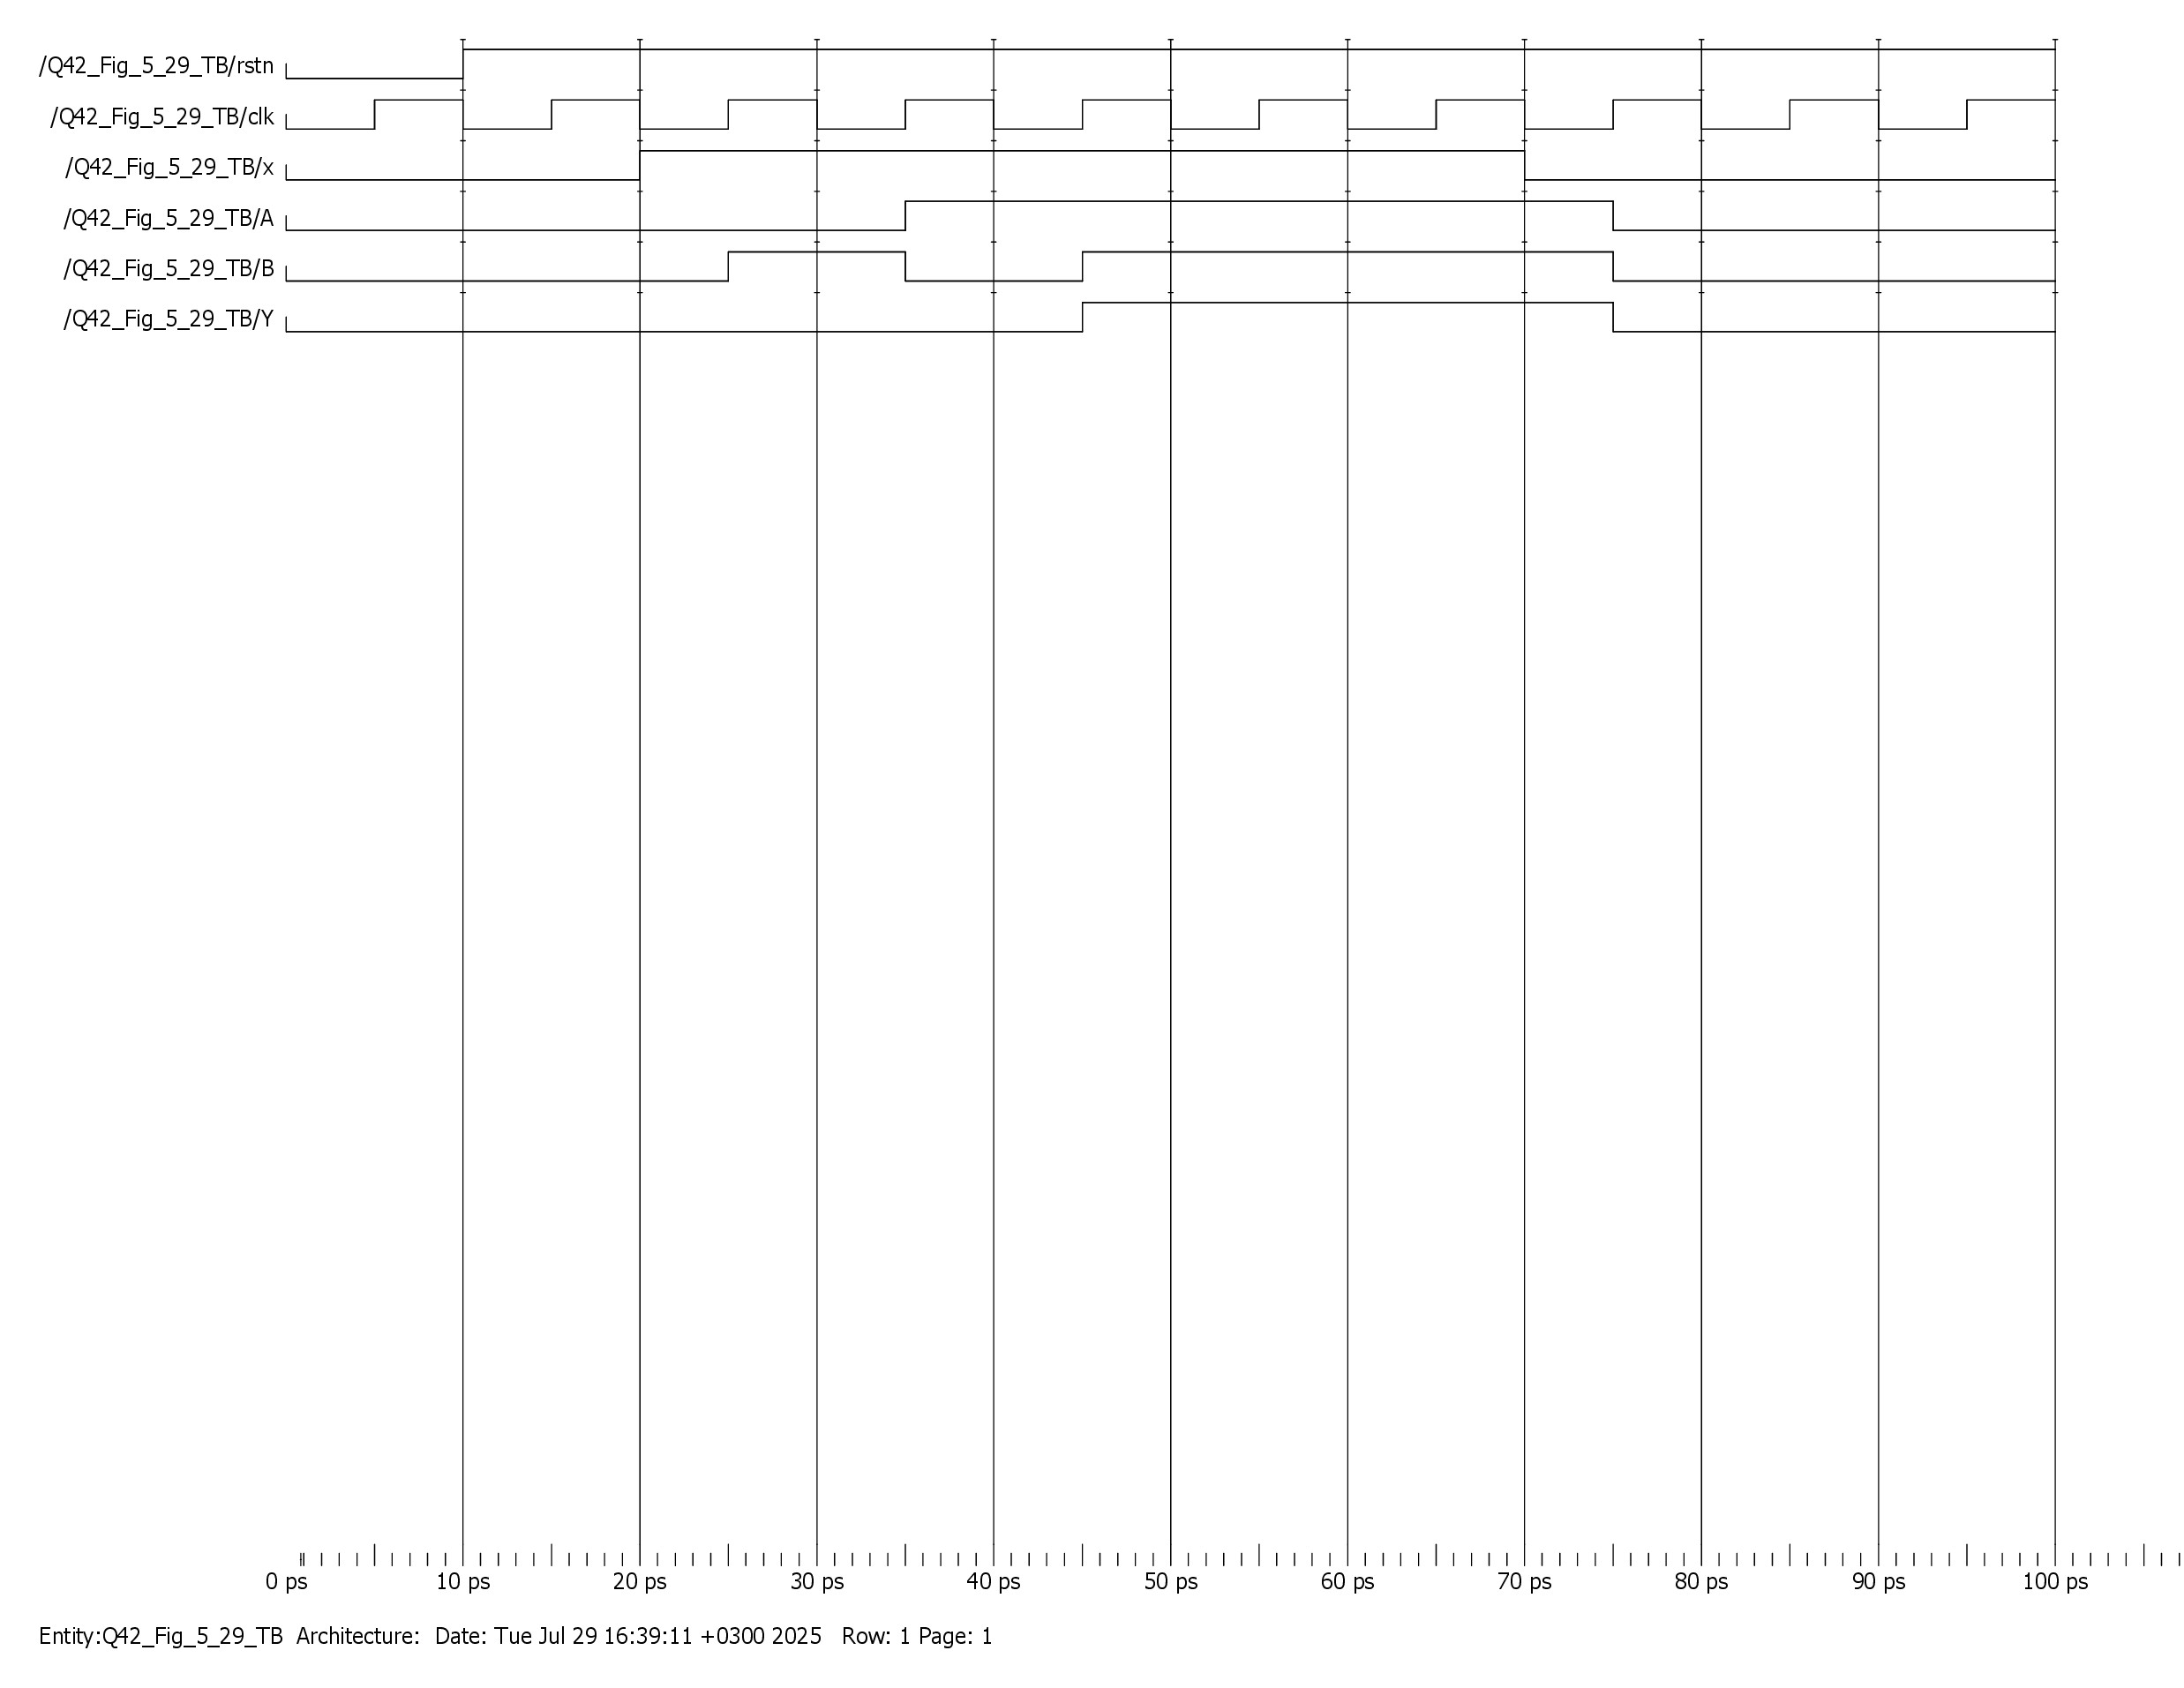 /Q42_Fig_5_29_TB/rstn
/Q42_Fig_5_29_TB/clk
/Q42_Fig_5_29_TB/x
/Q42_Fig_5_29_TB/A
/Q42_Fig_5_29_TB/B
/Q42_Fig_5_29_TB/Y
0 ps 10 ps 20 ps 30 ps 40 ps 50 ps 60 ps 70 ps 80 ps 90 ps 100 ps
Entity:Q42_Fig_5_29_TB Architecture: Date: Tue Jul 29 16:39:11 +0300 2025 Row: 1 Page: 1